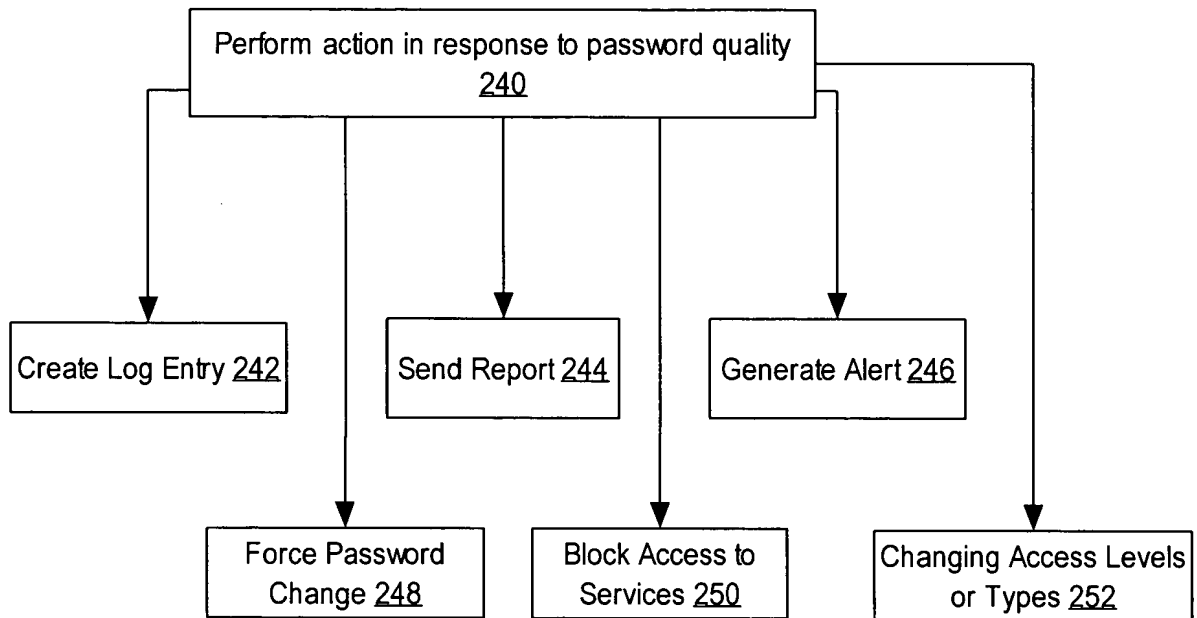 Perform action in response to password quality
240
Create Log Entry 242
Send Report 244
Generate Alert 246
Force Password
Change 248
Block Access to
Services 250
Changing Access Levels
or Types 252